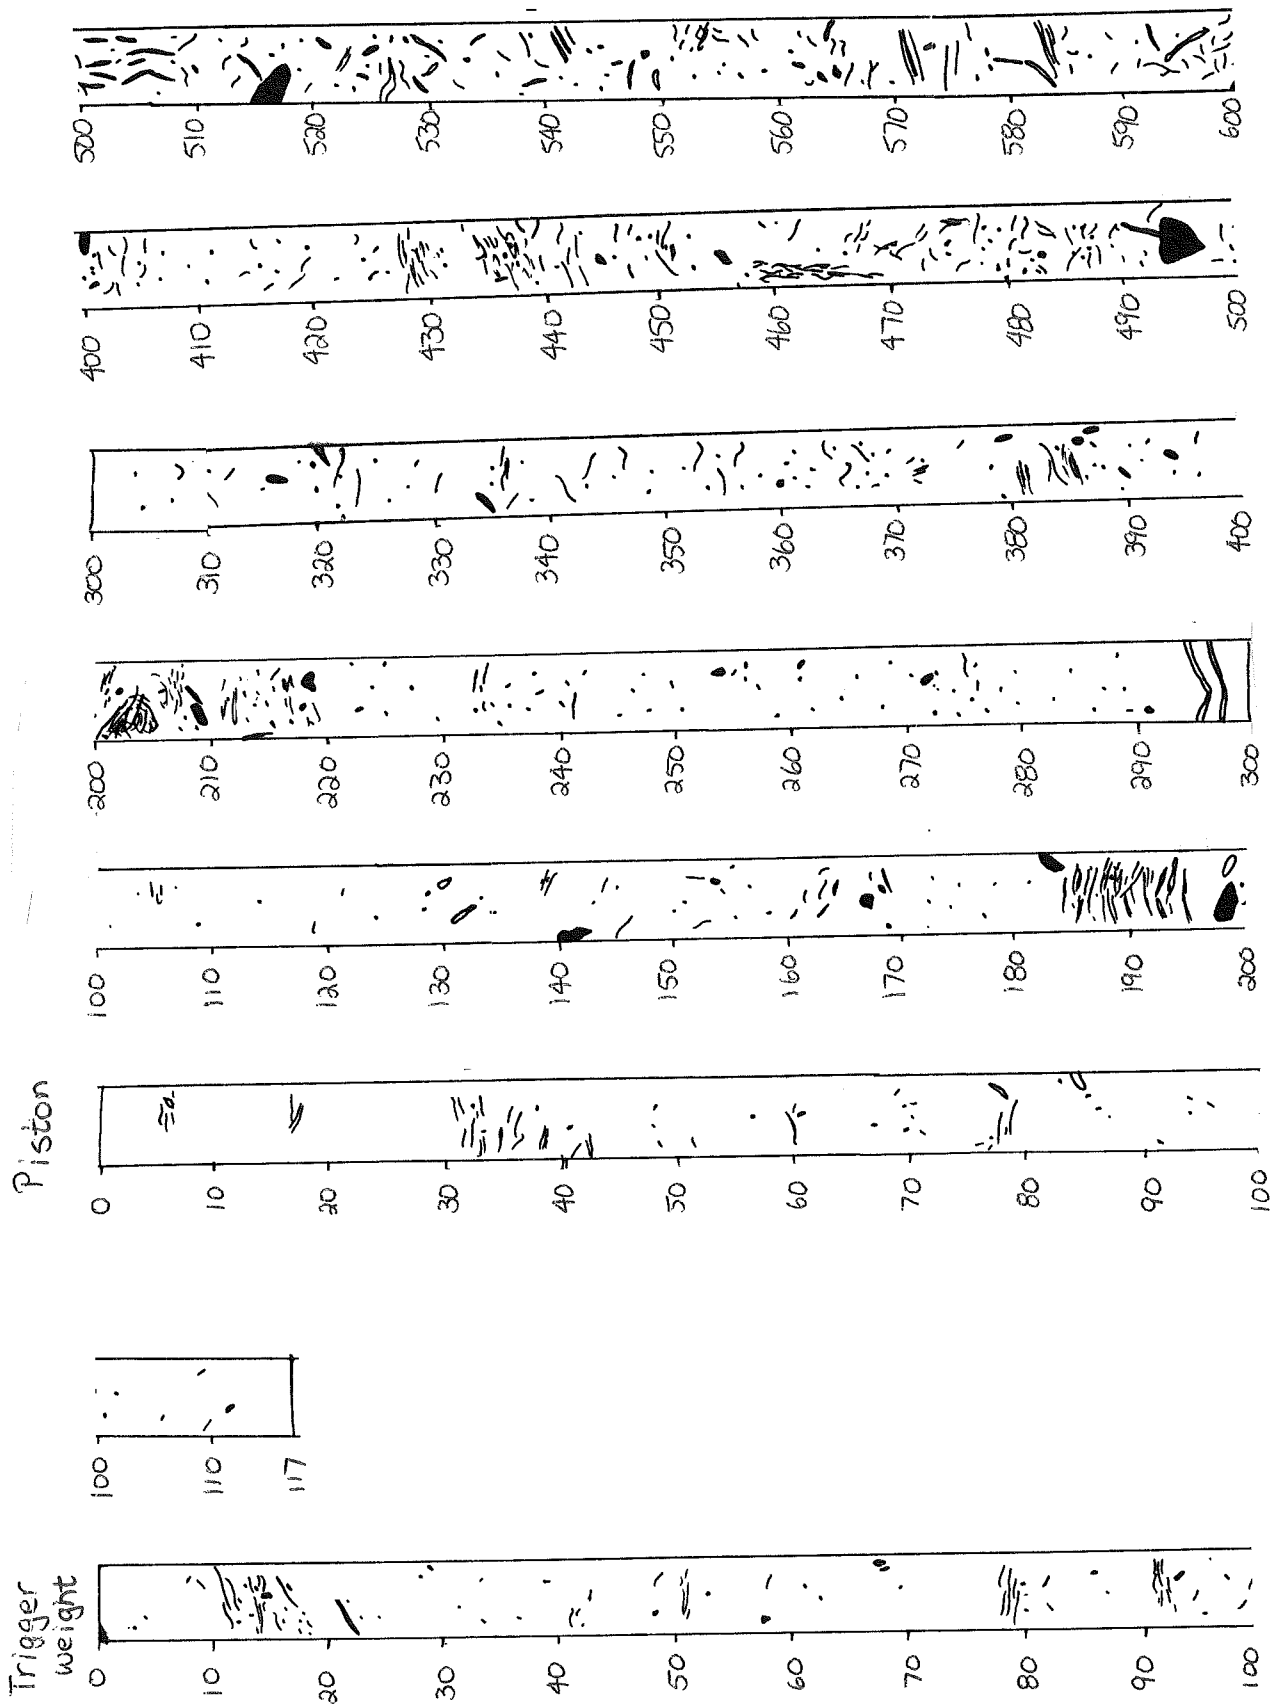 500 510 520 530 540 550 560 570 580 590 600
400 410 420 430 440 450 460 470 480 490 500
300 310 320 330 340 350 360 370 380 390 400
200 210 220 230 240 250 260 270 280 290 300
100 110 120 130 140 150 160 170 180 190 200
Piston
0 10 20 30 40 50 60 70 80 90 100
100 110 117
Trigger
weight
0 10 20 30 40 50 60 70 80 90 100